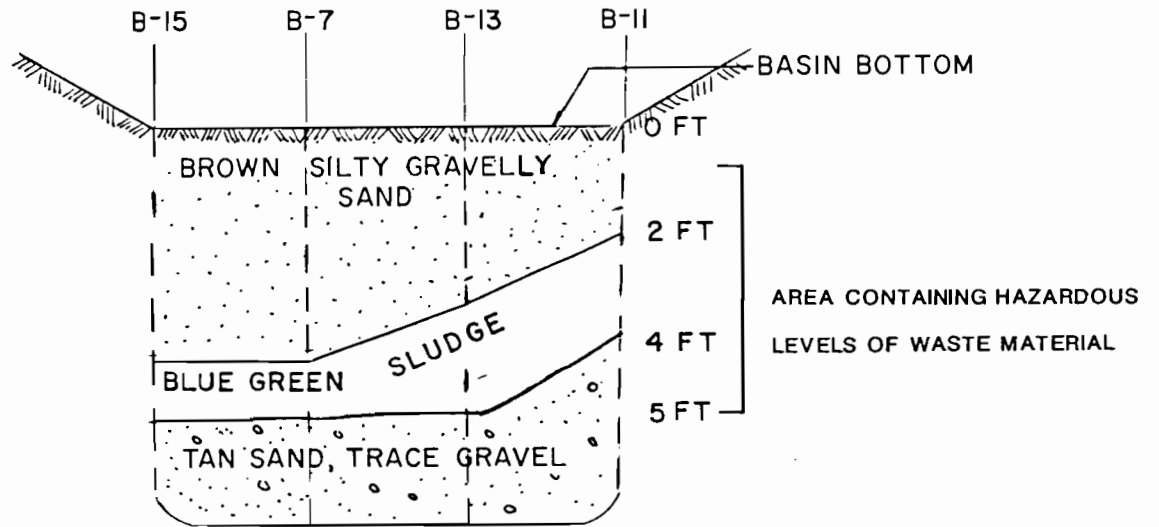 B-15 B-7 B-13 B-11
BASIN BOTTOM
0 FT
BROWN SILTY GRAVELLY
SAND
2 FT
AREA CONTAINING HAZARDOUS
LEVELS OF WASTE MATERIAL
4 FT
SLUDGE
BLUE GREEN
5 FT
TAN SAND, TRACE GRAVEL